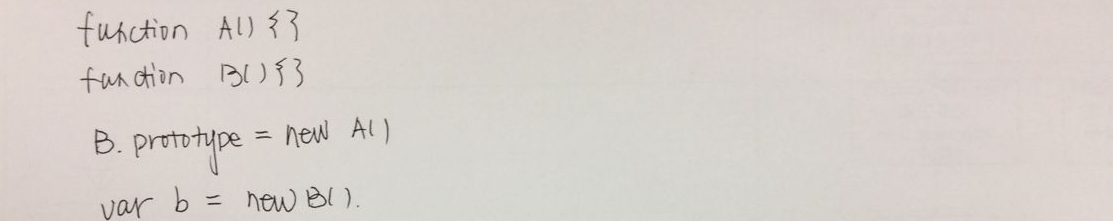 function A() {}
function B() {}
B. prototype = new A()
var b = new B().